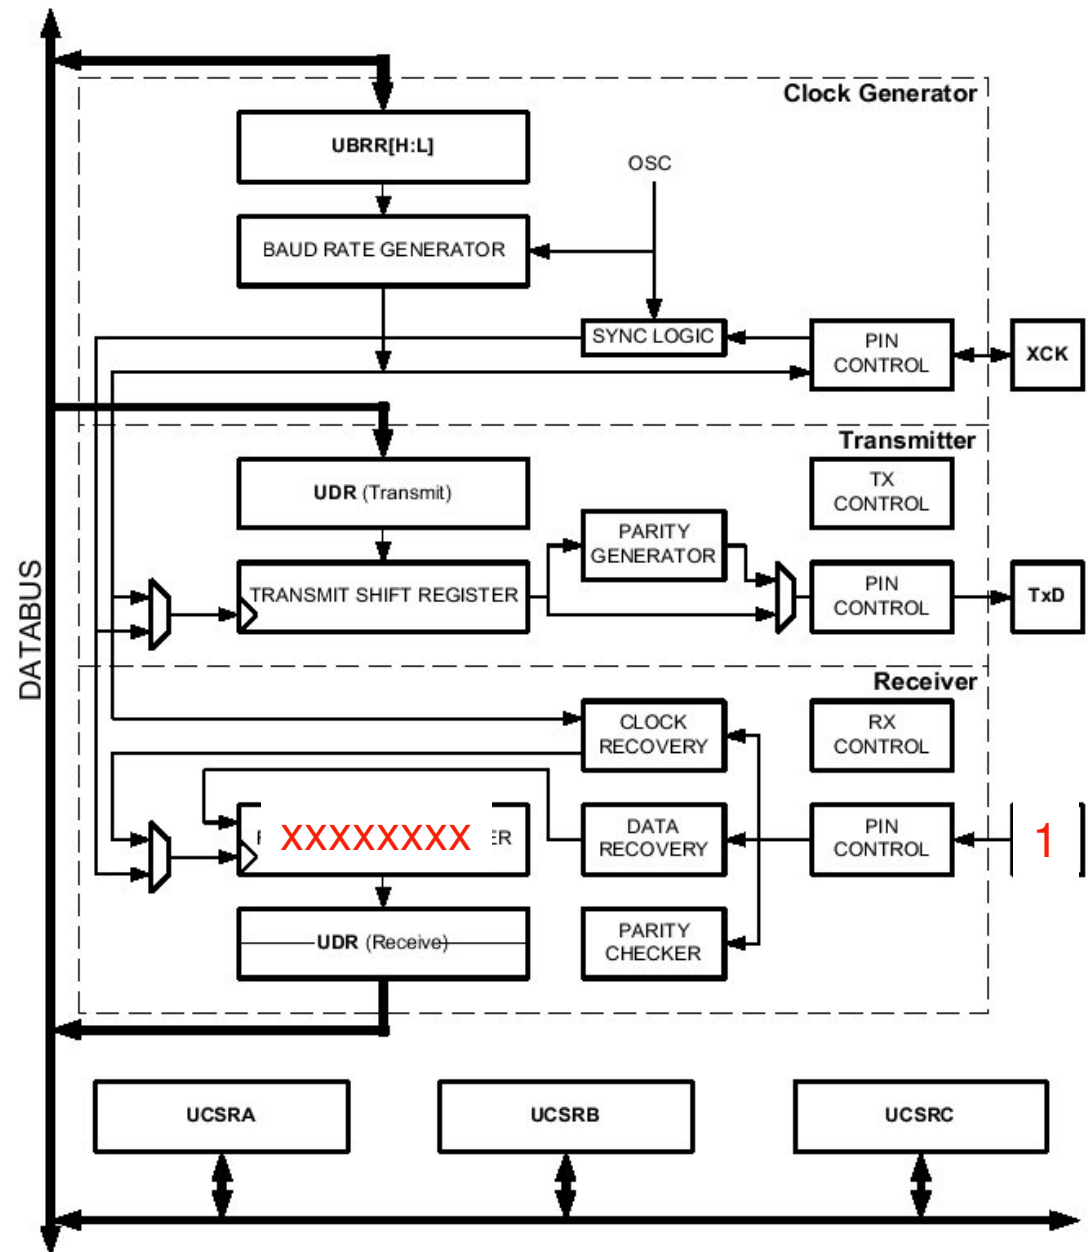 Clock Generator
UBRR[H:L]
OSC
BAUD RATE GENERATOR
SYNC LOGIC
PIN
CONTROL
XCK
Transmitter
UDR (Transmit)
TX
CONTROL
PARITY
GENERATOR
TRANSMIT SHIFT REGISTER
PIN
CONTROL
TxD
DATABUS
Receiver
CLOCK
RECOVERY
RX
CONTROL
XXXXXXXX
ER
DATA
RECOVERY
PIN
CONTROL
1
UDR (Receive)
PARITY
CHECKER
UCSRA
UCSRB
UCSRC